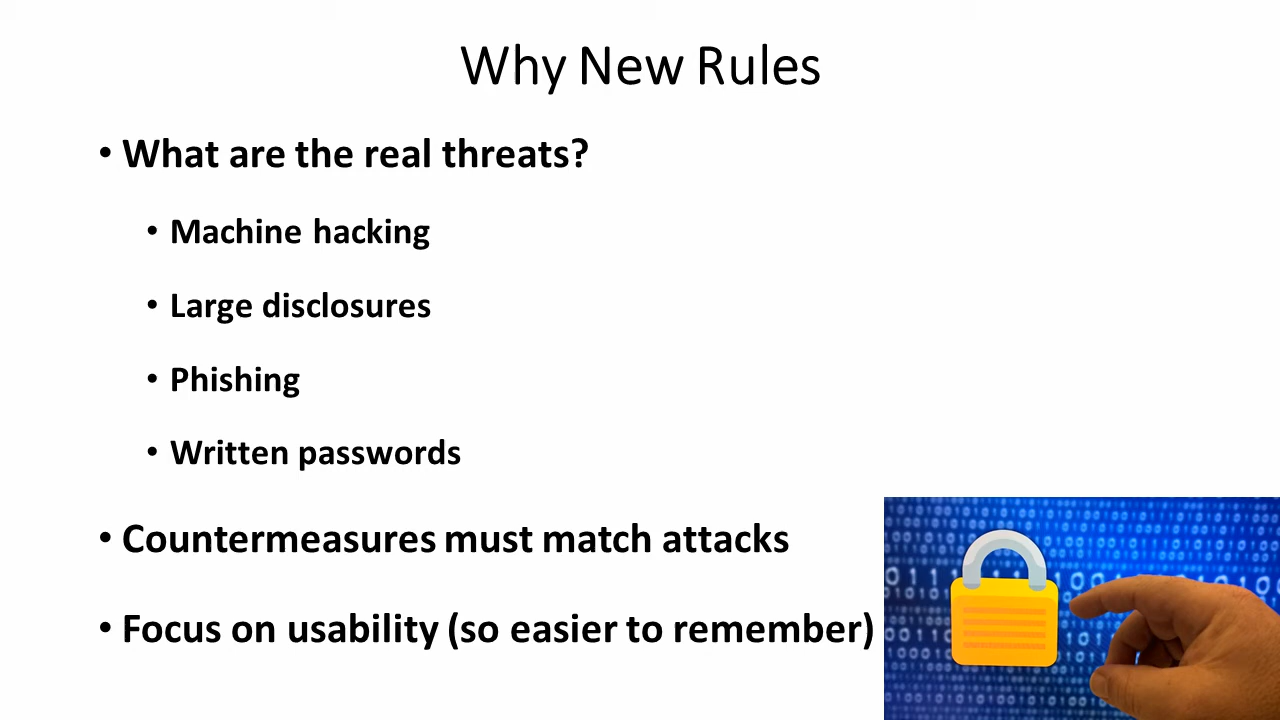 Why New Rules
• What are the real threats?
• Machine hacking
• Large disclosures
• Phishing
• Written passwords
• Countermeasures must match attacks
• Focus on usability (so easier to remember)